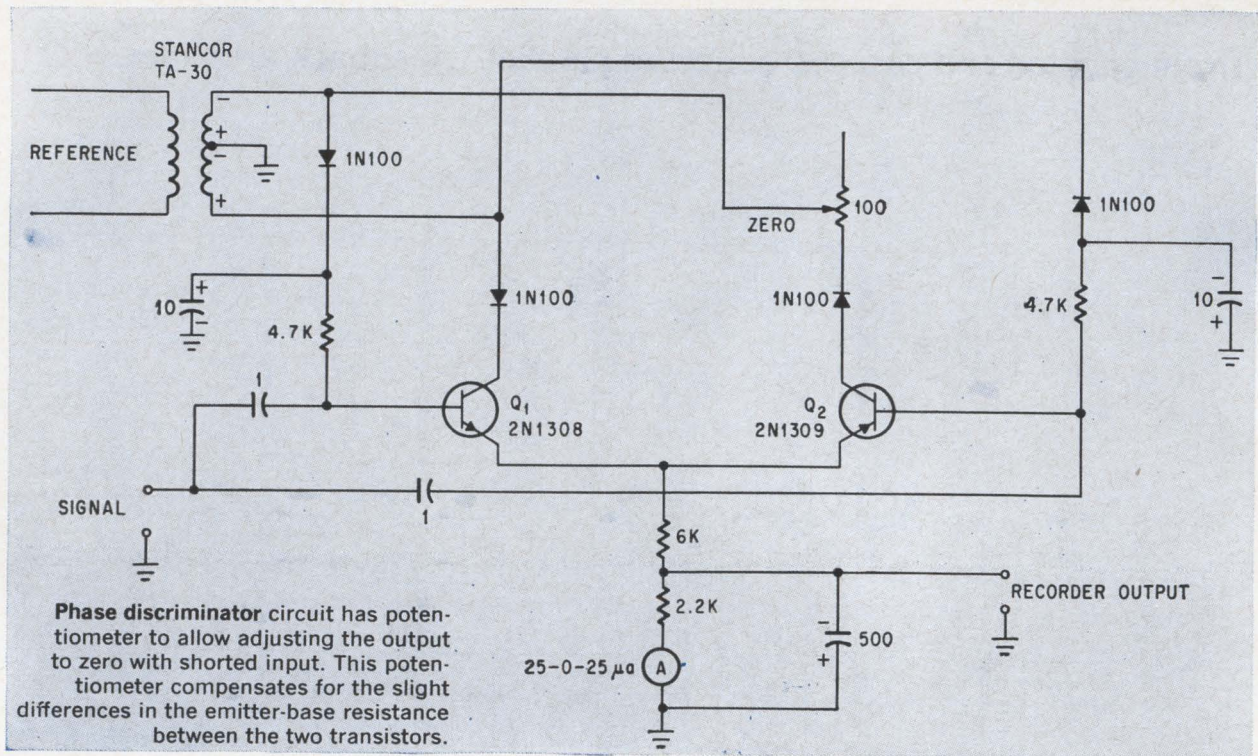 STANCOR
TA-30
REFERENCE
-
+
-
+
1N100
ZERO
100
1N100
10
+
-
4.7K
1N100
1N100
4.7K
-
10
+
1
Q1
2N1308
Q2
2N1309
SIGNAL
1
6K
2.2K
RECORDER OUTPUT
-
500
+
25-0-25 μa
A
Phase discriminator circuit has poten-
tiometer to allow adjusting the output
to zero with shorted input. This poten-
tiometer compensates for the slight
differences in the emitter-base resistance
between the two transistors.